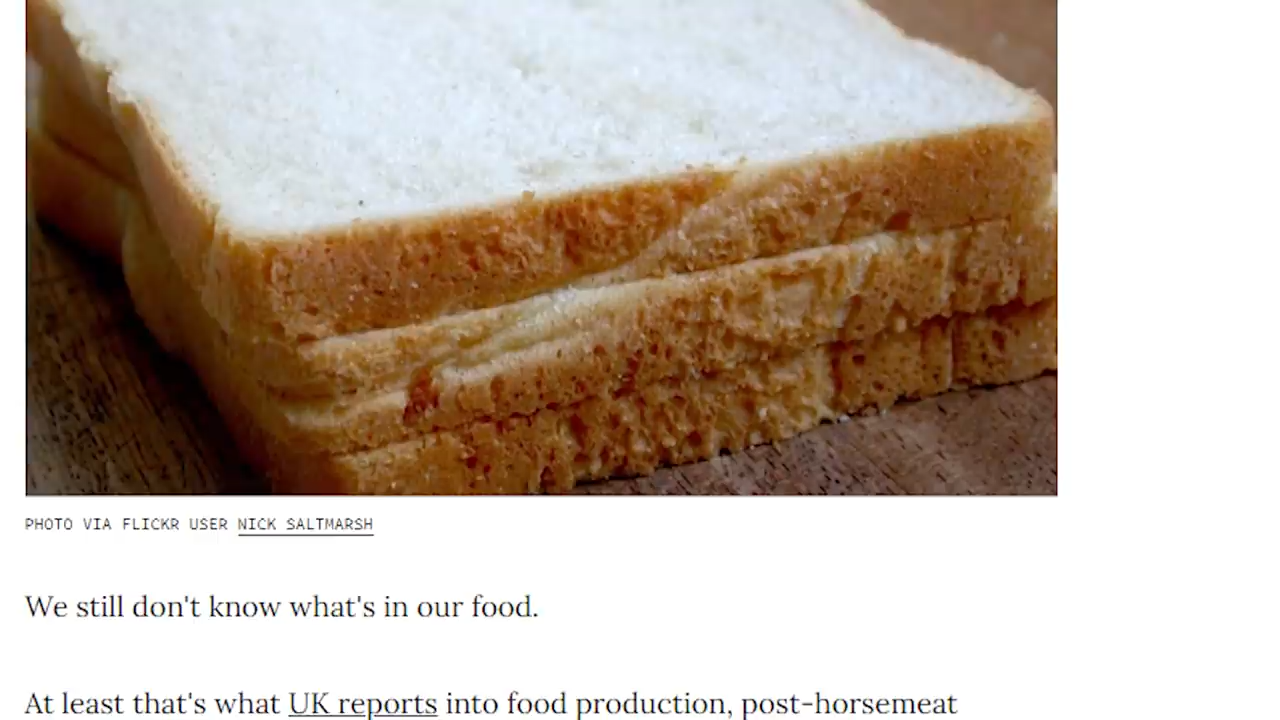 PHOTO VIA FLICKR USER NICK SALTMARSH
We still don't know what's in our food.
At least that's what UK reports into food production, post-horsemeat